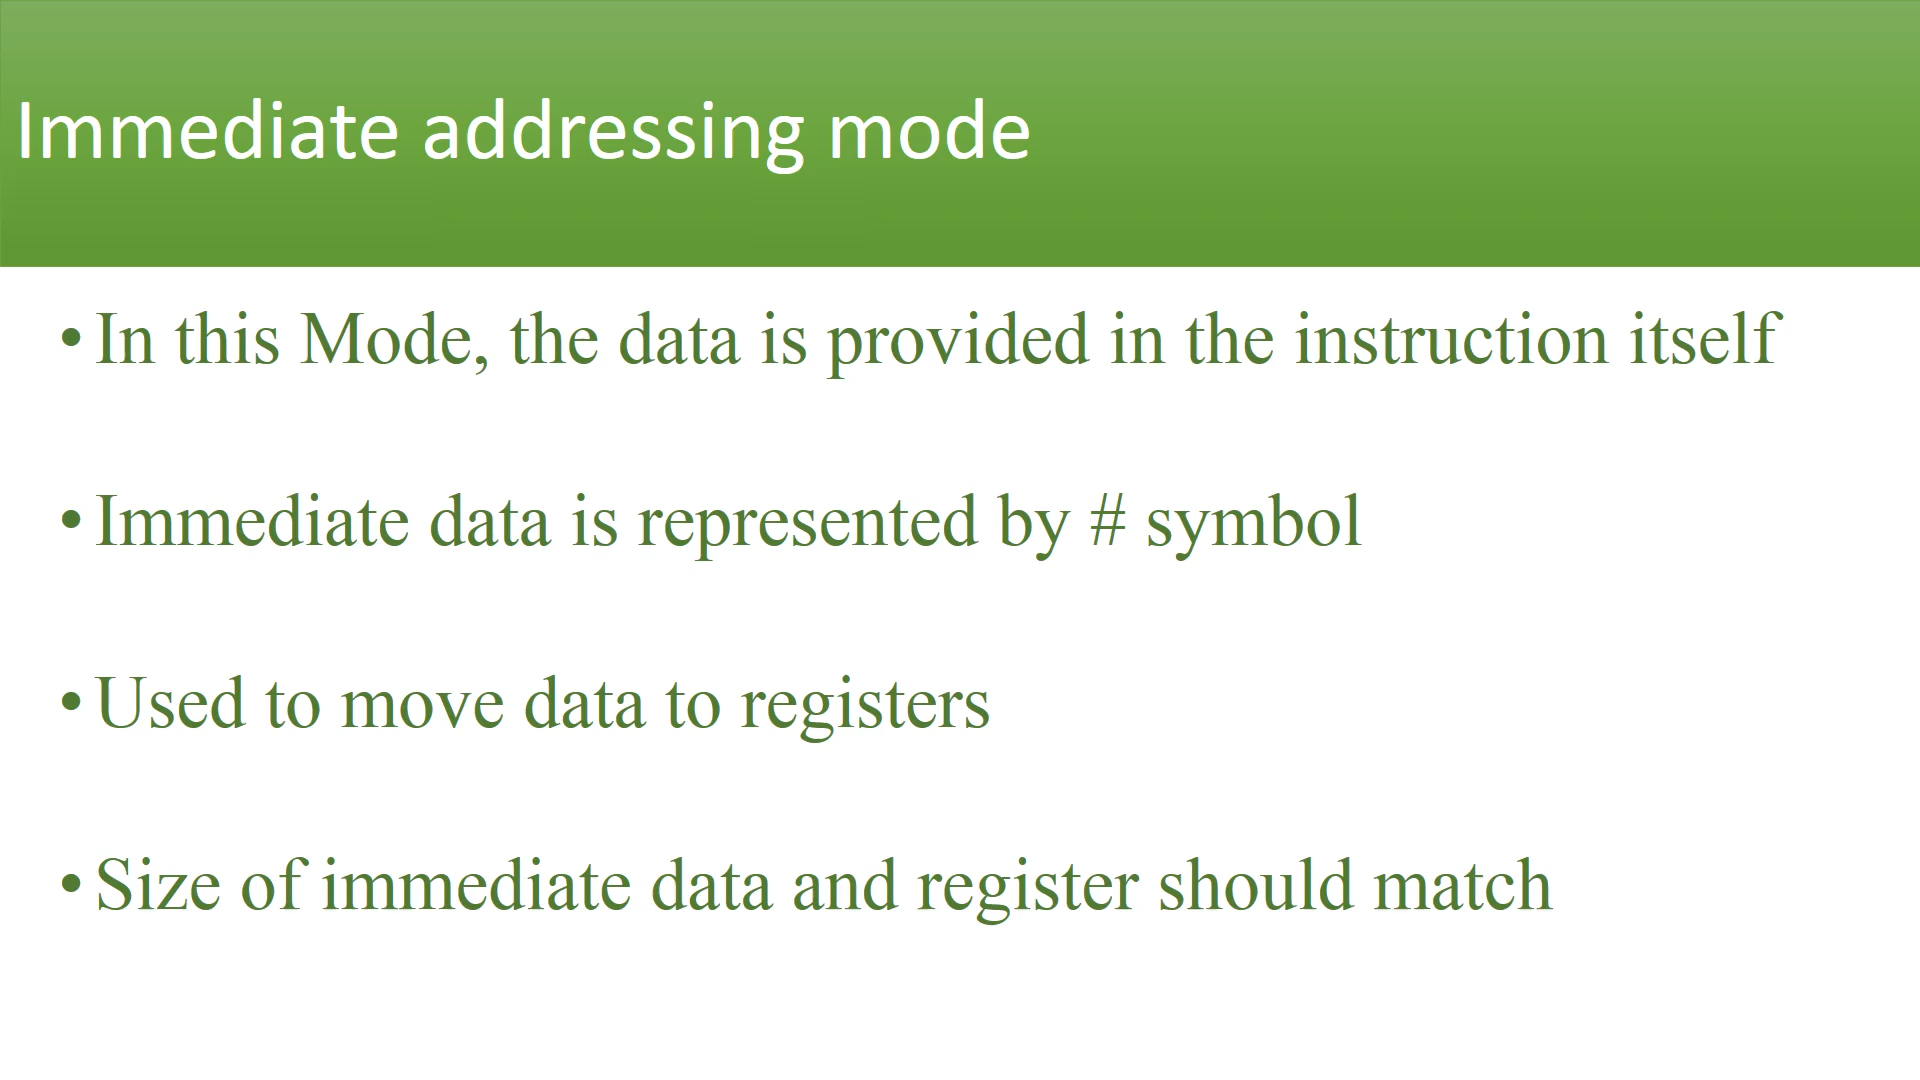 Immediate addressing mode
• In this Mode, the data is provided in the instruction itself
• Immediate data is represented by # symbol
• Used to move data to registers
• Size of immediate data and register should match